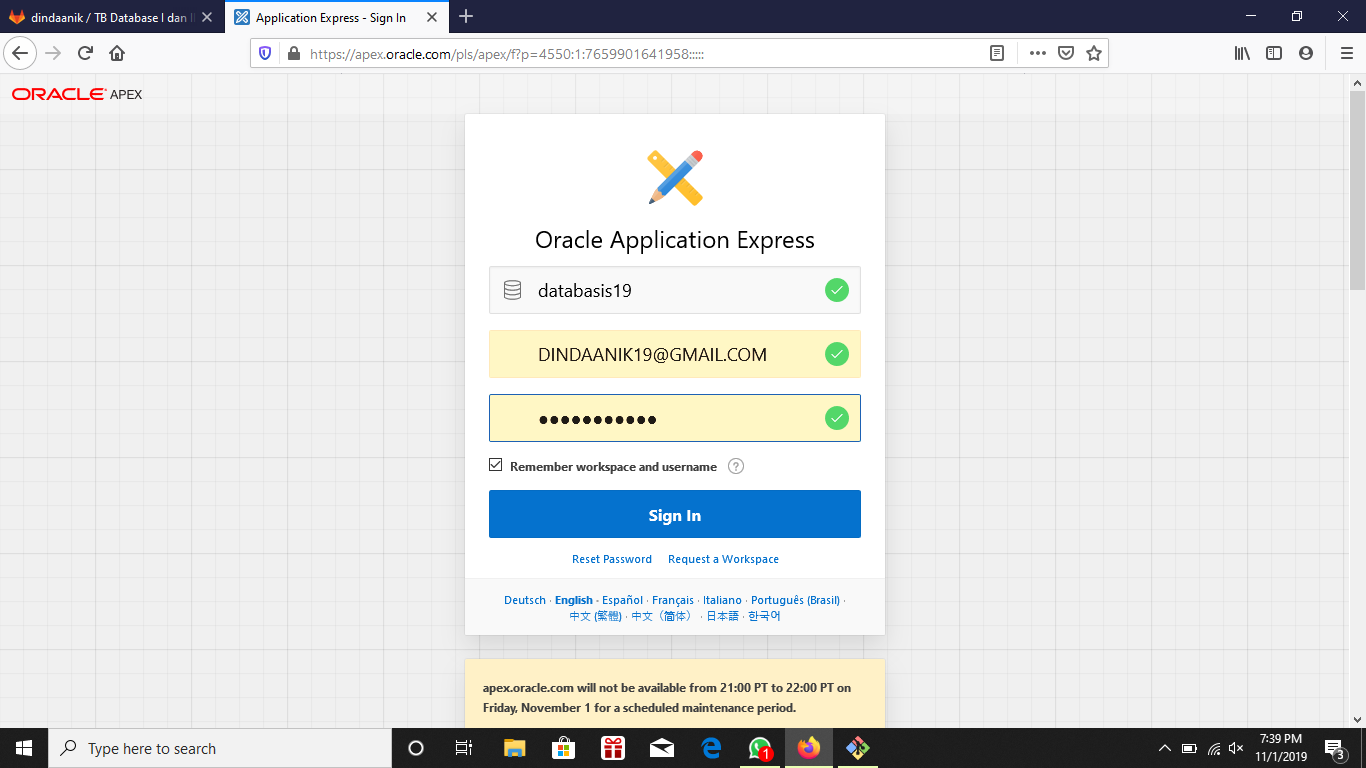 dindaanik / TB Database I dan I
Application Express - Sign In
https://apex.oracle.com/pls/apex/f?p=4550:1:7659901641958:::::
ORACLE APEX
Oracle Application Express
databasis19
DINDAANIK19@GMAIL.COM
●●●●●●●●●●●
Remember workspace and username ?
Sign In
Reset Password Request a Workspace
Deutsch · English · Español · Français · Italiano · Português (Brasil) ·
中文 (繁體) · 中文（简体） · 日本語 · 한국어
apex.oracle.com will not be available from 21:00 PT to 22:00 PT on
Friday, November 1 for a scheduled maintenance period.
Type here to search
1
7:39 PM
11/1/2019
3